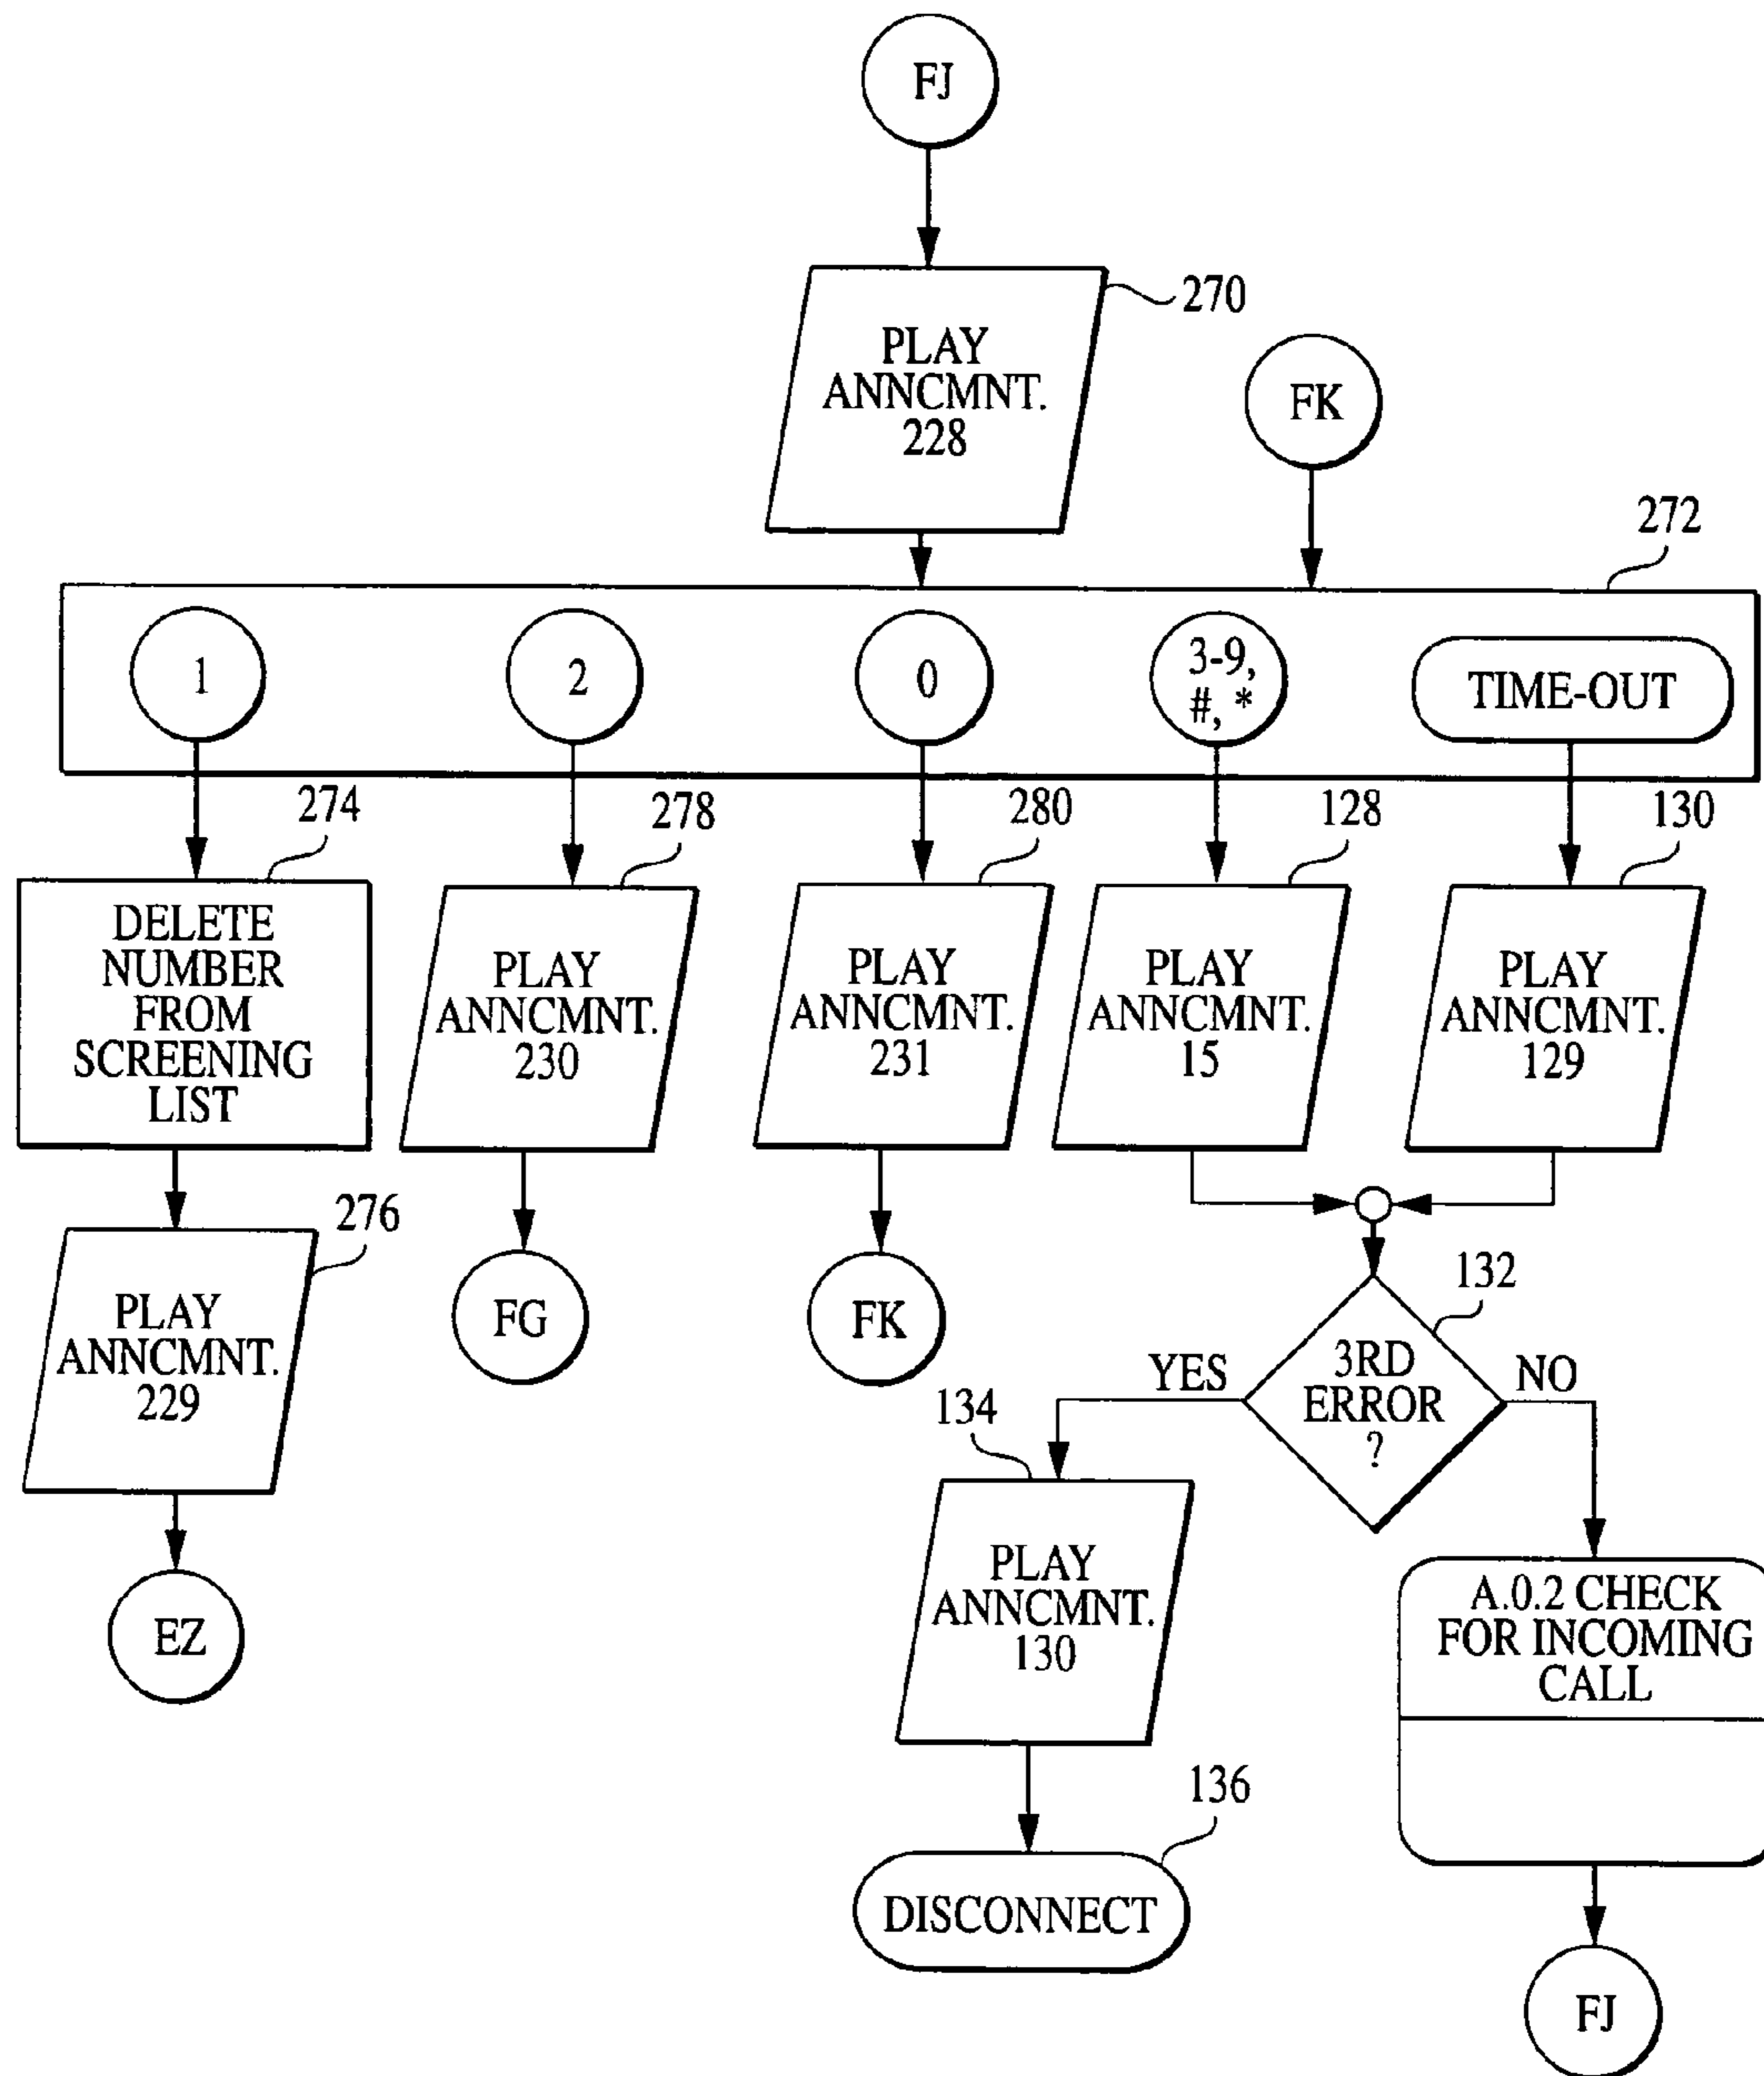 FJ
270
PLAY
ANNCMNT.
228
FK
272
1
2
0
3-9,
#, *
TIME-OUT
274
278
280
128
130
DELETE
NUMBER
FROM
SCREENING
LIST
PLAY
ANNCMNT.
230
PLAY
ANNCMNT.
231
PLAY
ANNCMNT.
15
PLAY
ANNCMNT.
129
276
PLAY
ANNCMNT.
229
FG
FK
132
3RD
ERROR
?
YES
NO
134
PLAY
ANNCMNT.
130
EZ
A.0.2 CHECK
FOR INCOMING
CALL
136
DISCONNECT
FJ